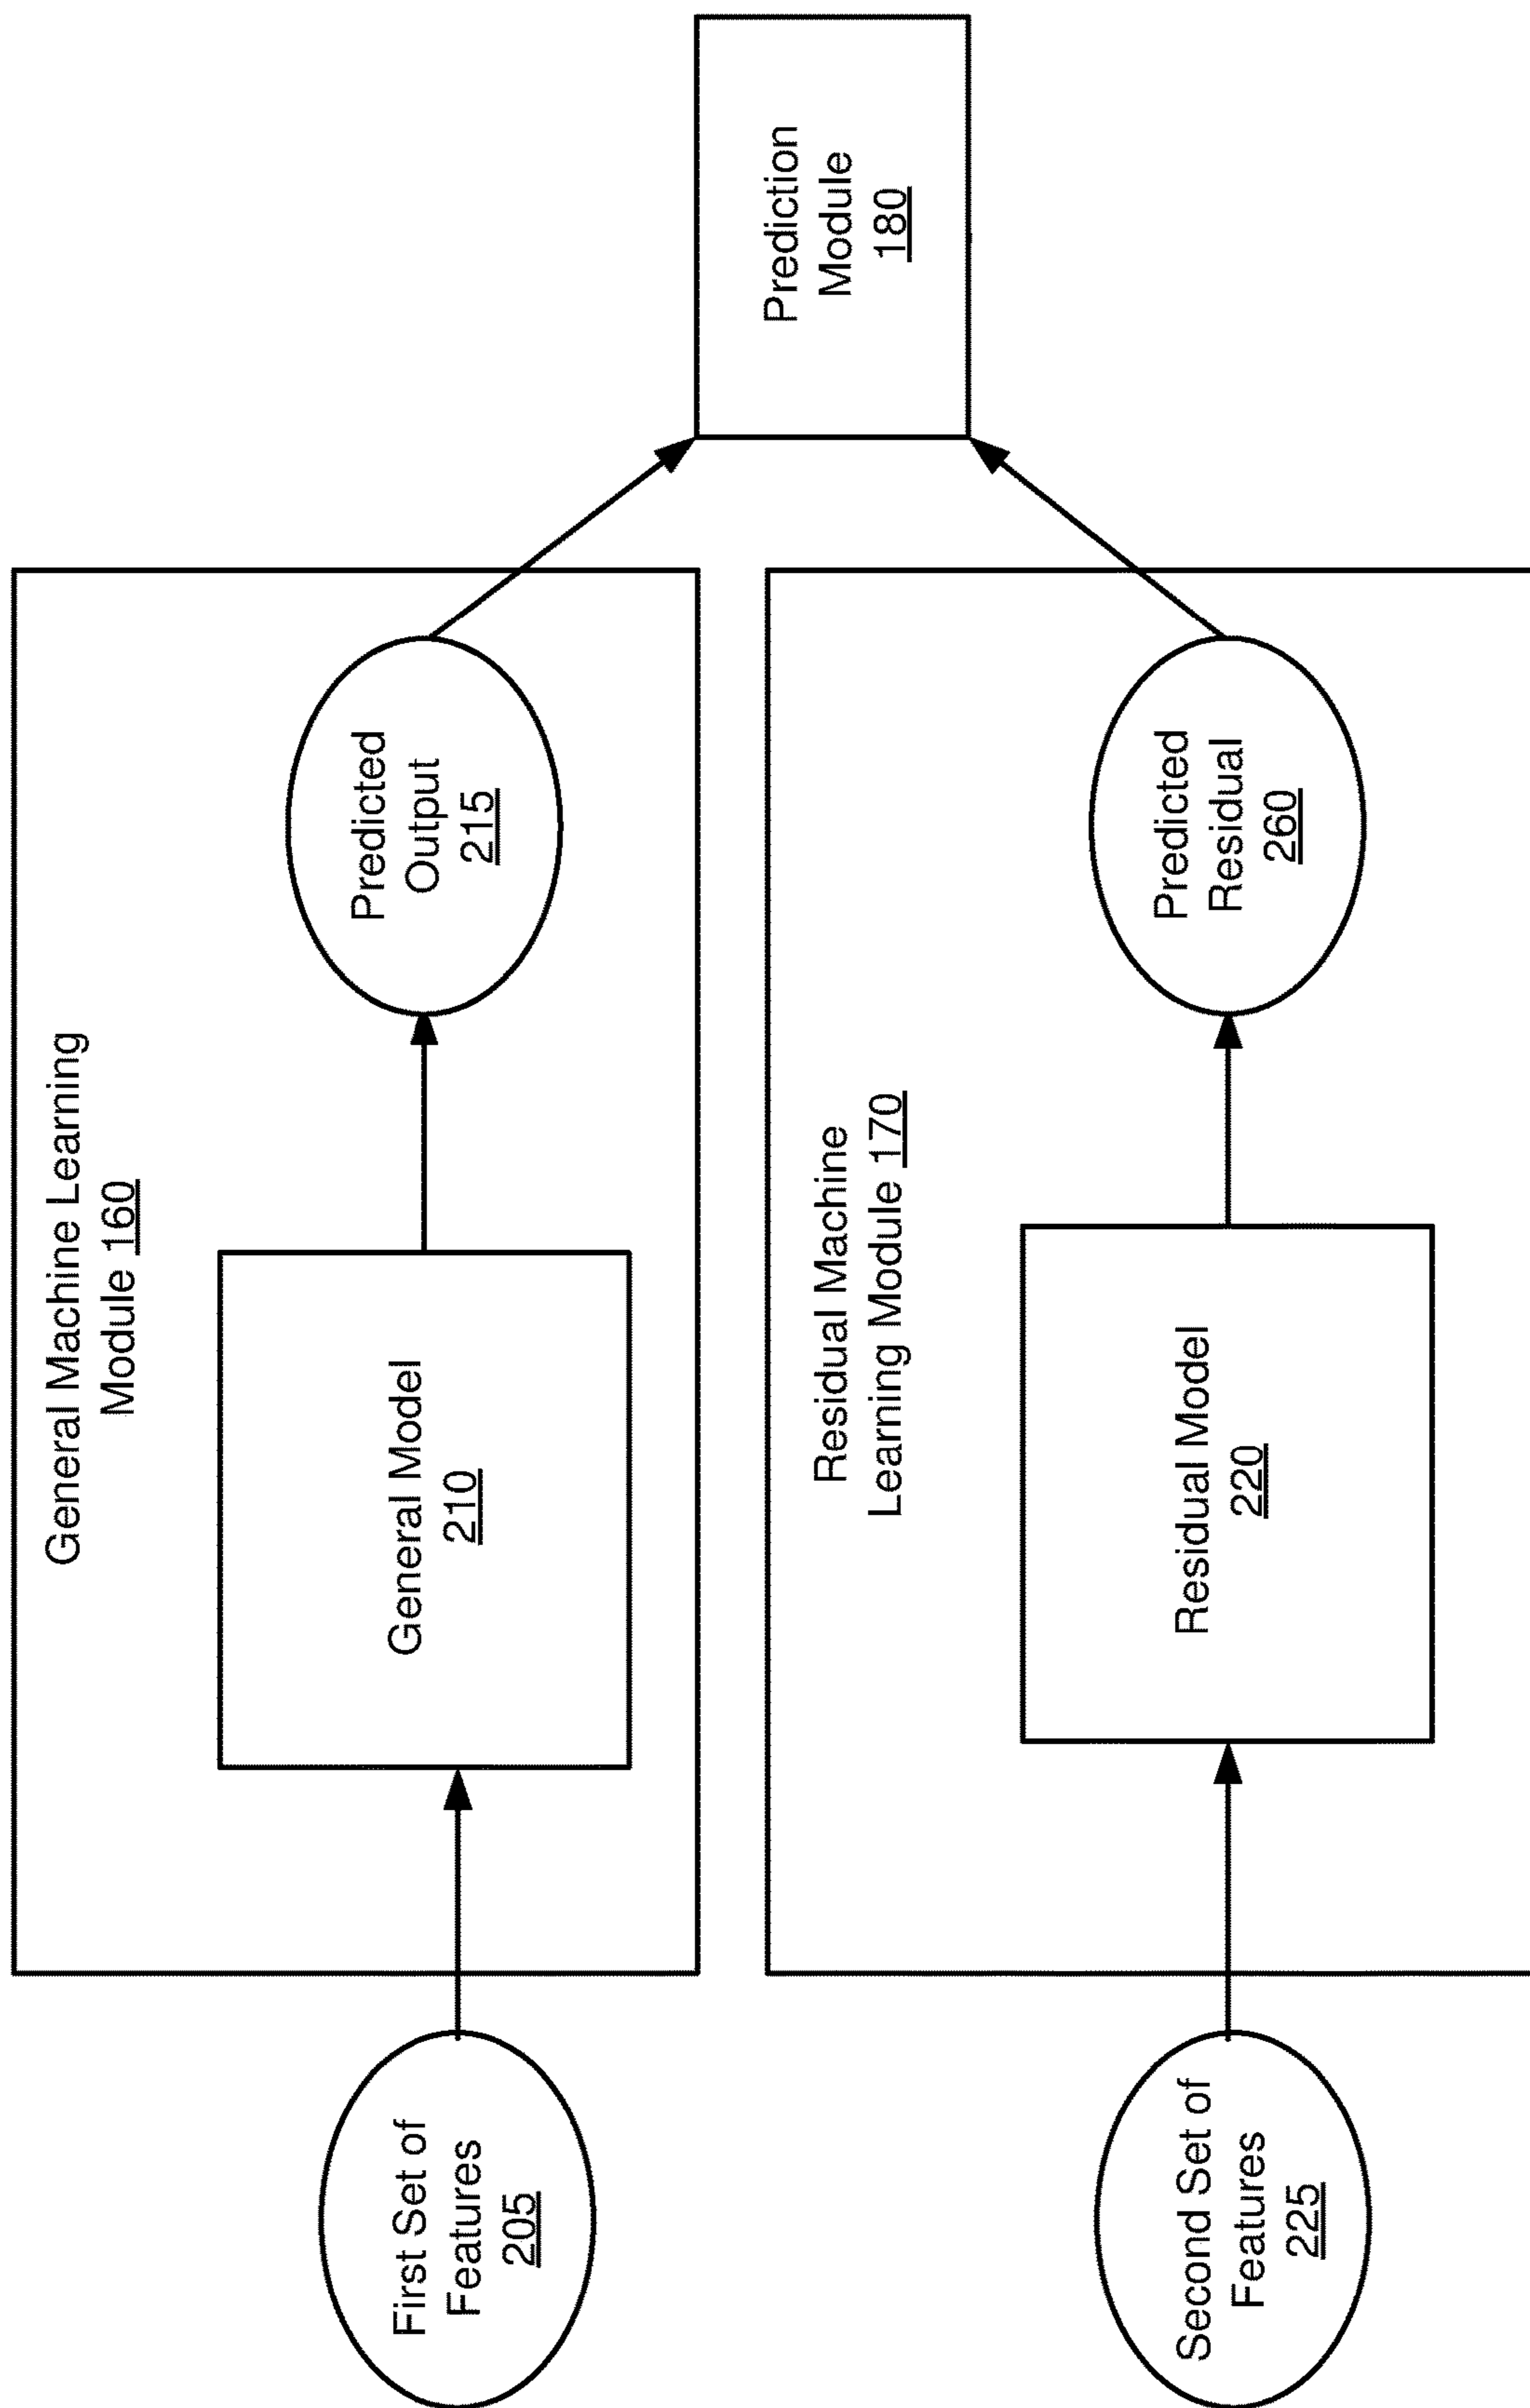 General Machine Learning
Module 160
First Set of
Features
205
General Model
210
Predicted
Output
215
Prediction
Module
180
Residual Machine
Learning Module 170
Second Set of
Features
225
Residual Model
220
Predicted
Residual
260